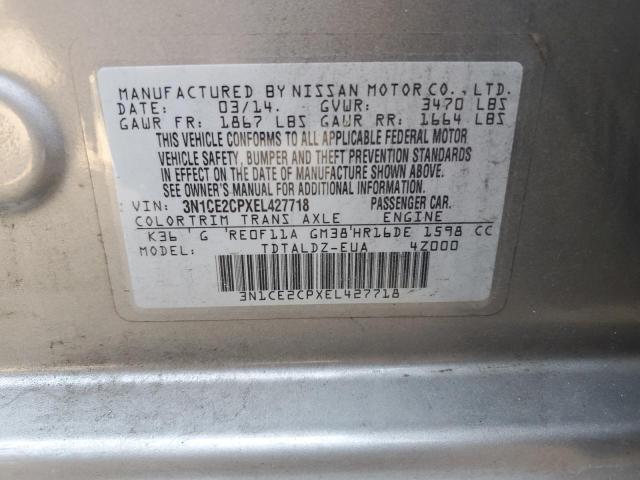 MANUFACTURED BY NISSAN MOTOR CO., LTD.
DATE: 03/14. GVWR: 3470 LBS
GAWR FR: 1867 LBS GAWR RR: 1664 LBS
THIS VEHICLE CONFORMS TO ALL APPLICABLE FEDERAL MOTOR
VEHICLE SAFETY, BUMPER AND THEFT PREVENTION STANDARDS
IN EFFECT ON THE DATE OF MANUFACTURE SHOWN ABOVE.
SEE OWNER'S MANUAL FOR ADDITIONAL INFORMATION.
VIN: 3N1CE2CPXEL427718 PASSENGER CAR.
COLOR TRIM TRANS AXLE ENGINE
K36 ' G 'RE0F11A GM38'HR16DE 1598 CC
MODEL: TDTALDZ-EUA 4Z000
3N1CE2CPXEL427718